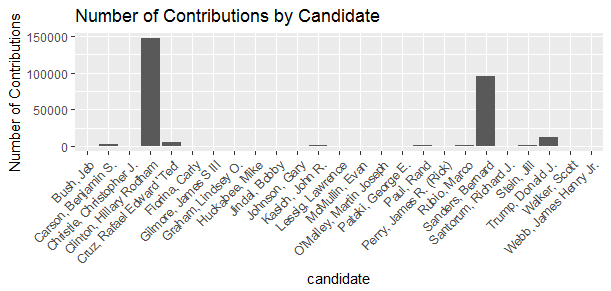 Number of Contributions by Candidate
Number of Contributions
150000
100000
50000
0
Bush, Jeb
Carson, Benjamin S.
Christie, Christopher J.
Clinton, Hillary Rodham
Cruz, Rafael Edward 'Ted'
Fiorina, Carly
Gilmore, James S III
Graham, Lindsey O.
Huckabee, Mike
Jindal, Bobby
Johnson, Gary
Kasich, John R.
Lessig, Lawrence
McMullin, Evan
O'Malley, Martin Joseph
Pataki, George E.
Paul, Rand
Perry, James R. (Rick)
Rubio, Marco
Sanders, Bernard
Santorum, Richard J.
Stein, Jill
Trump, Donald J.
Walker, Scott
Webb, James Henry Jr.
candidate